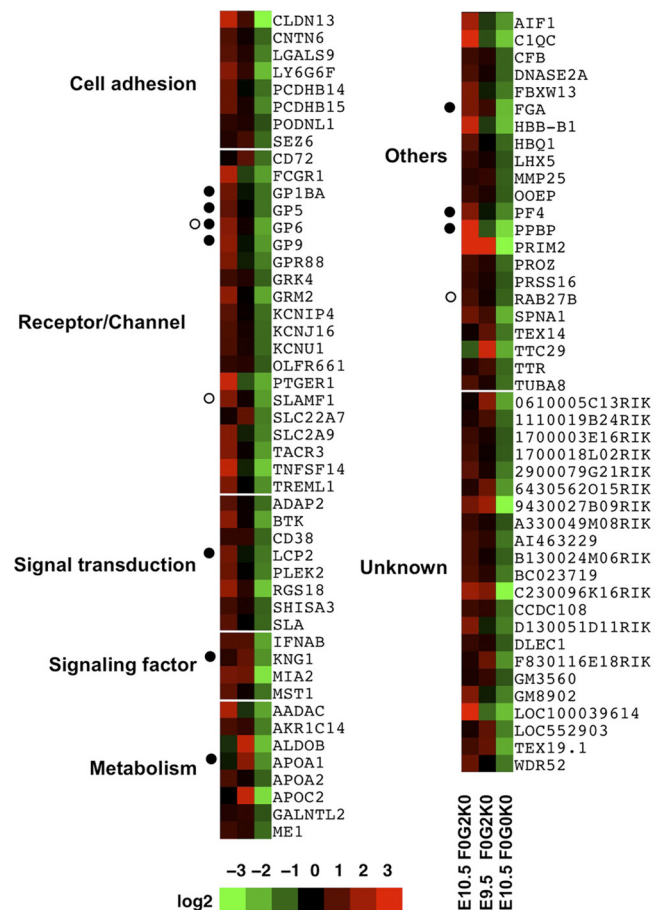 Cell adhesion
CLDN13
CNTN6
LGALS9
LY6G6F
PCDHB14
PCDHB15
PODNL1
SEZ6
Receptor/Channel
CD72
FCGR1
GP1BA
GP5
GP6
GP9
GPR88
GRK4
GRM2
KCNIP4
KCNJ16
KCNU1
OLFR661
PTGER1
SLAMF1
SLC22A7
SLC2A9
TACR3
TNFSF14
TREML1
Signal transduction
ADAP2
BTK
CD38
LCP2
PLEK2
RGS18
SHISA3
SLA
Signaling factor
IFNAB
KNG1
MIA2
MST1
Metabolism
AADAC
AKR1C14
ALDOB
APOA1
APOA2
APOC2
GALNTL2
ME1
Others
AIF1
C1QC
CFB
DNASE2A
FBXW13
FGA
HBB-B1
HBQ1
LHX5
MMP25
OOEP
PF4
PPBP
PRIM2
PROZ
PRSS16
RAB27B
SPNA1
TEX14
TTC29
TTR
TUBA8
Unknown
0610005C13RIK
1110019B24RIK
1700003E16RIK
1700018L02RIK
2900079G21RIK
6430562O15RIK
9430027B09RIK
A330049M08RIK
AI463229
B130024M06RIK
BC023719
C230096K16RIK
CCDC108
D130051D11RIK
DLEC1
F830116E18RIK
GM3560
GM8902
LOC100039614
LOC552903
TEX19.1
WDR52
E10.5 F0G2K0
E9.5 F0G2K0
E10.5 F0G0K0
-3 -2 -1 0 1 2 3
log2